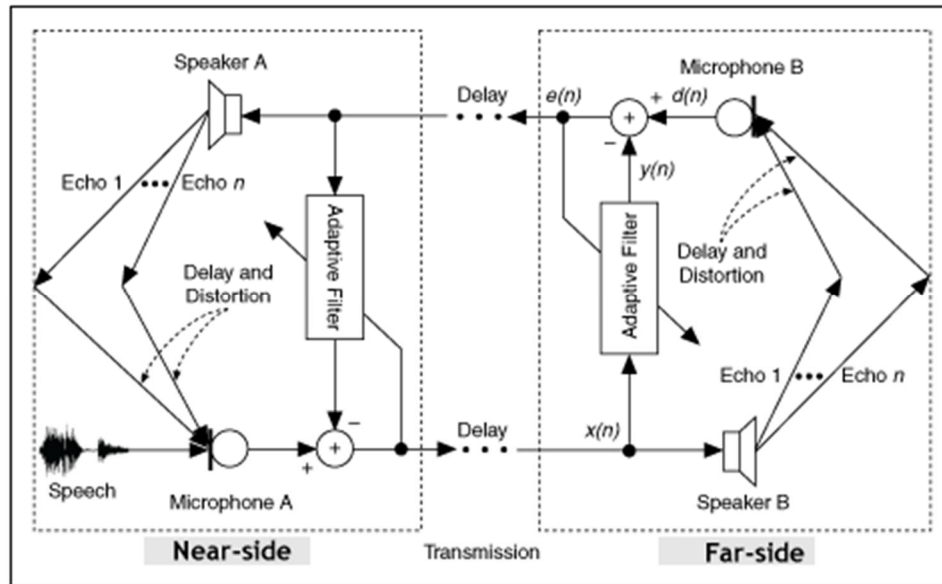 Speaker A
Echo 1 ••• Echo n
Delay and
Distortion
Adaptive Filter
Speech
Microphone A
+
−
+
Near-side
Delay
• • •
Delay
• • •
Transmission
e(n)
+
+ d(n)
−
y(n)
Microphone B
Adaptive Filter
Delay and
Distortion
Echo 1 ••• Echo n
x(n)
Speaker B
Far-side